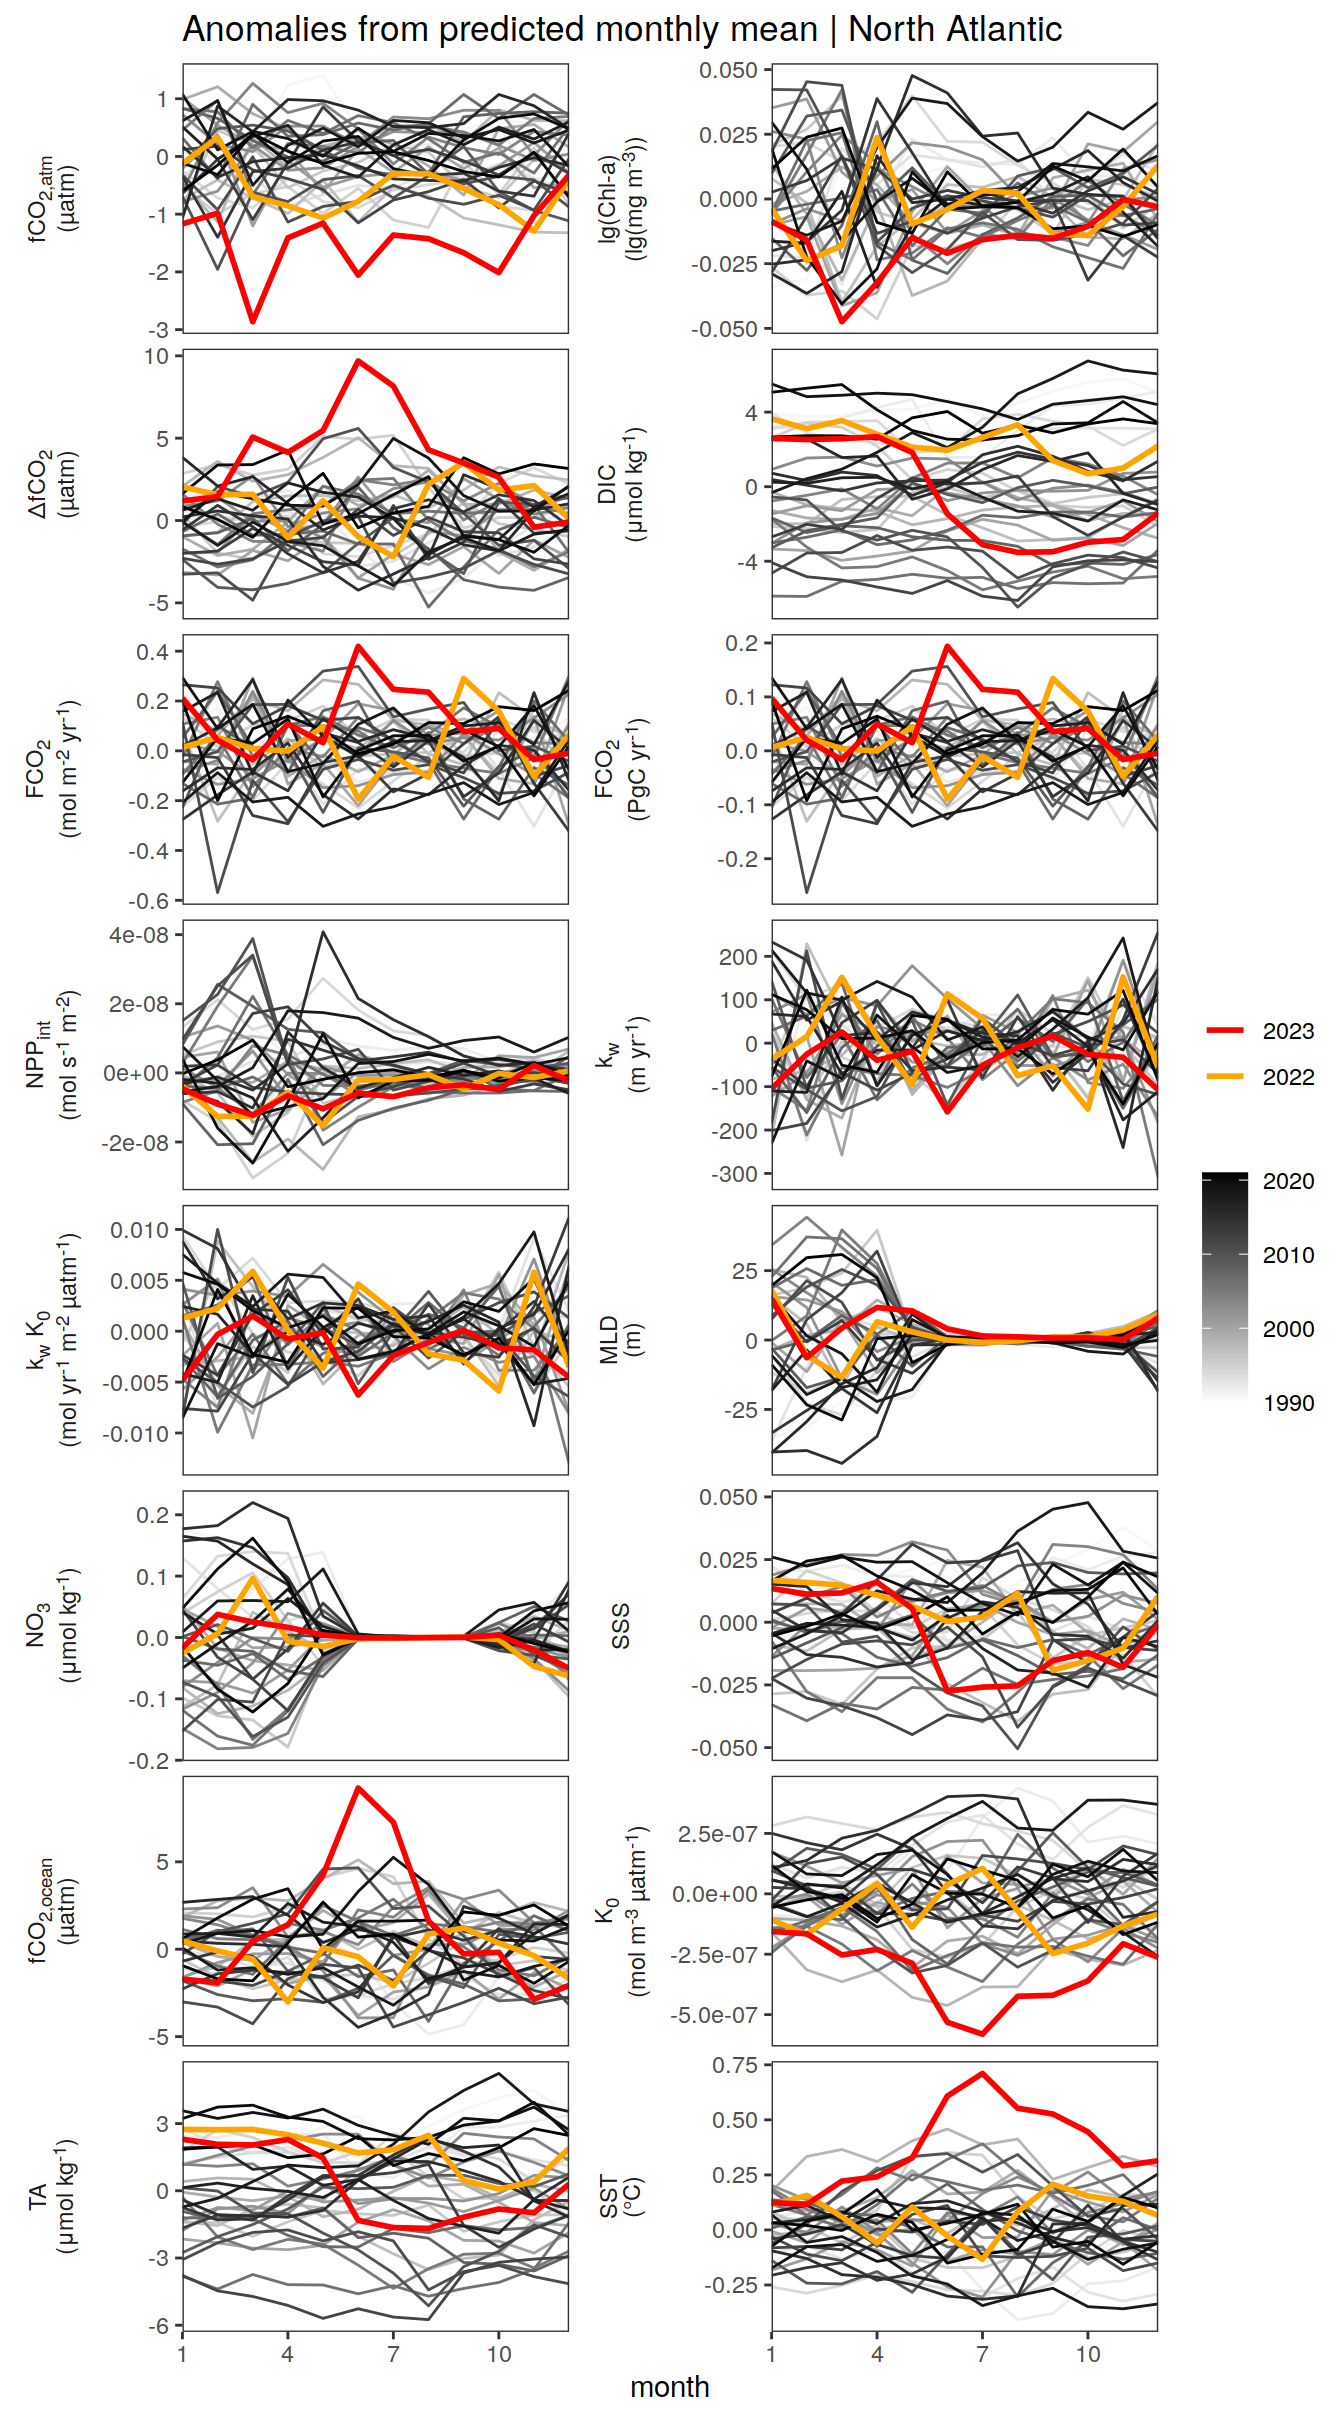 Anomalies from predicted monthly mean | North Atlantic
fCO2,atm
(µatm)
1
0
-1
-2
-3
lg(Chl-a)
(lg(mg m-3))
0.050
0.025
0.000
-0.025
-0.050
ΔfCO2
(µatm)
10
5
0
-5
DIC
(µmol kg-1)
4
0
-4
FCO2
(mol m-2 yr-1)
0.4
0.2
0.0
-0.2
-0.4
-0.6
FCO2
(PgC yr-1)
0.2
0.1
0.0
-0.1
-0.2
NPPint
(mol s-1 m-2)
4e-08
2e-08
0e+00
-2e-08
kw
(m yr-1)
200
100
0
-100
-200
-300
2023
2022
2020
2010
2000
1990
kw K0
(mol yr-1 m-2 µatm-1)
0.010
0.005
0.000
-0.005
-0.010
MLD
(m)
25
0
-25
NO3
(µmol kg-1)
0.2
0.1
0.0
-0.1
-0.2
SSS
0.050
0.025
0.000
-0.025
-0.050
fCO2,ocean
(µatm)
5
0
-5
K0
(mol m-3 µatm-1)
2.5e-07
0.0e+00
-2.5e-07
-5.0e-07
TA
(µmol kg-1)
3
0
-3
-6
SST
(°C)
0.75
0.50
0.25
0.00
-0.25
1 4 7 10
1 4 7 10
month